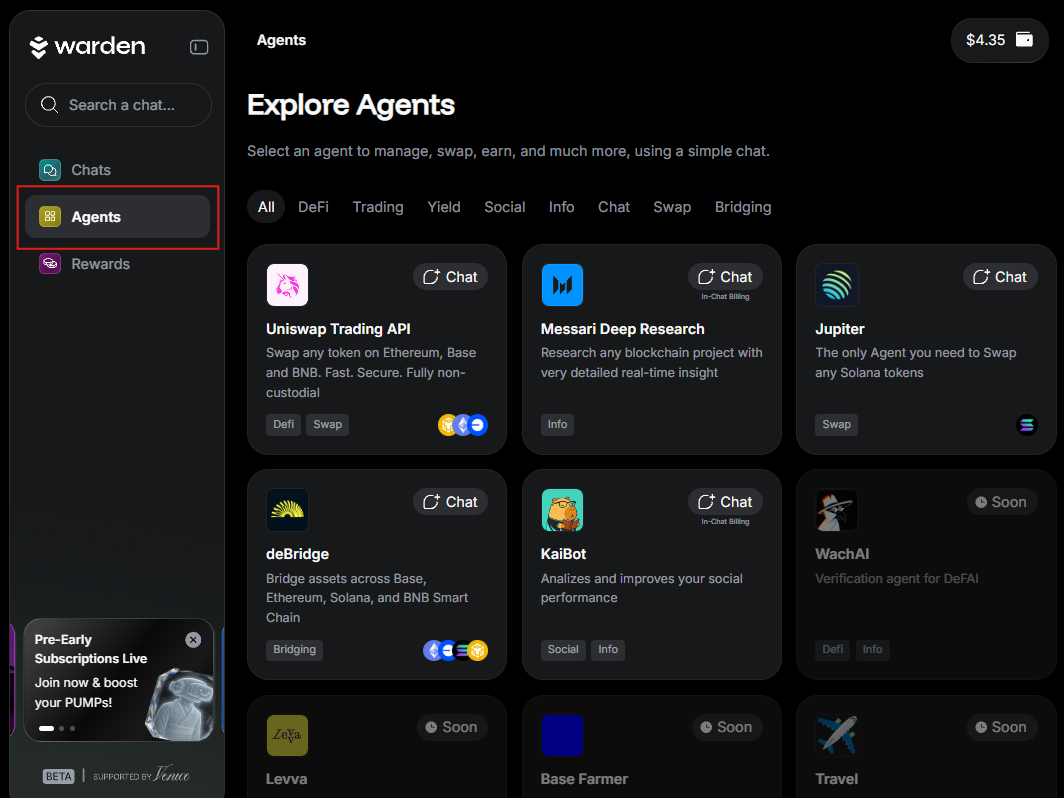 warden
Search a chat...
Chats
Agents
Rewards
Pre-Early
Subscriptions Live
Join now & boost
your PUMPs!
BETA | SUPPORTED BY Venice
Agents
$4.35
Explore Agents
Select an agent to manage, swap, earn, and much more, using a simple chat.
All DeFi Trading Yield Social Info Chat Swap Bridging
Chat
Uniswap Trading API
Swap any token on Ethereum, Base
and BNB. Fast. Secure. Fully non-
custodial
Defi Swap
Chat
In-Chat Billing
Messari Deep Research
Research any blockchain project with
very detailed real-time insight
Info
Chat
Jupiter
The only Agent you need to Swap
any Solana tokens
Swap
Chat
deBridge
Bridge assets across Base,
Ethereum, Solana, and BNB Smart
Chain
Bridging
Chat
In-Chat Billing
KaiBot
Analizes and improves your social
performance
Social Info
Soon
WachAI
Verification agent for DeFAI
Defi Info
Levva
Soon
Levva
Soon
Base Farmer
Soon
Travel